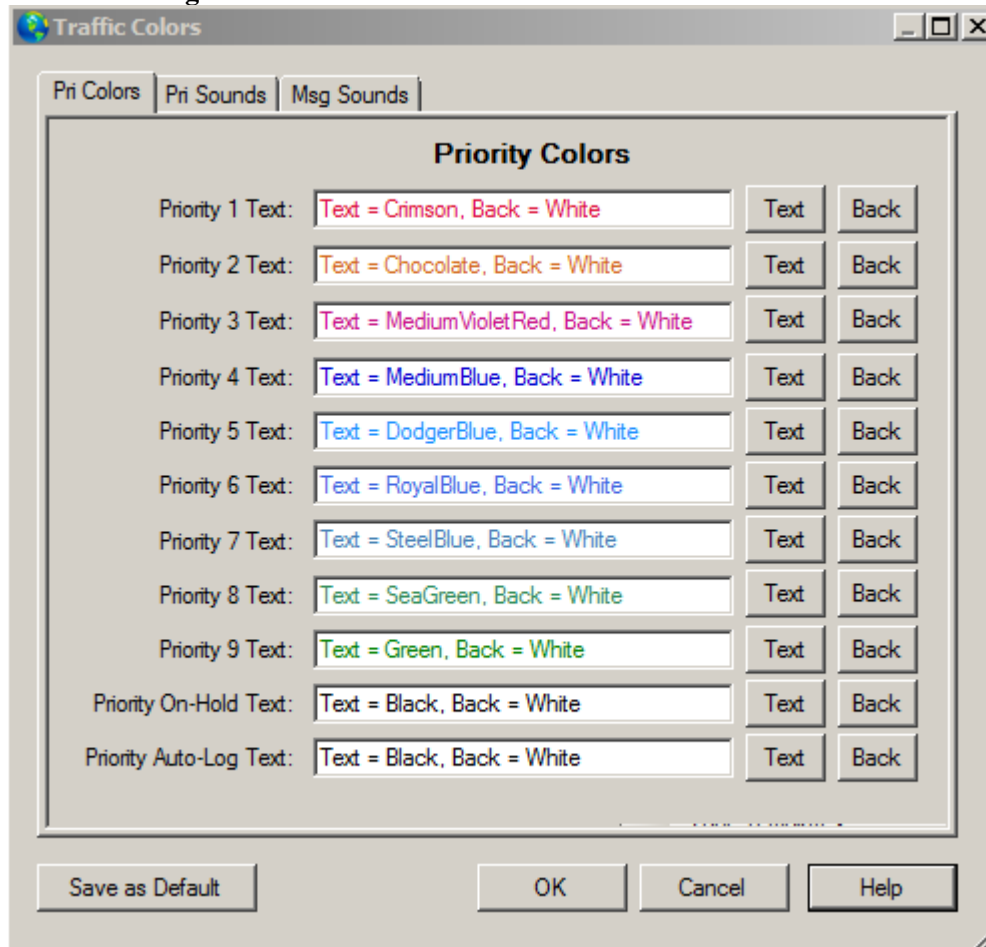 Traffic Colors
Pri Colors Pri Sounds Msg Sounds
Priority Colors
Priority 1 Text: Text = Crimson, Back = White Text Back
Priority 2 Text: Text = Chocolate, Back = White Text Back
Priority 3 Text: Text = MediumVioletRed, Back = White Text Back
Priority 4 Text: Text = MediumBlue, Back = White Text Back
Priority 5 Text: Text = DodgerBlue, Back = White Text Back
Priority 6 Text: Text = RoyalBlue, Back = White Text Back
Priority 7 Text: Text = SteelBlue, Back = White Text Back
Priority 8 Text: Text = SeaGreen, Back = White Text Back
Priority 9 Text: Text = Green, Back = White Text Back
Priority On-Hold Text: Text = Black, Back = White Text Back
Priority Auto-Log Text: Text = Black, Back = White Text Back
Save as Default OK Cancel Help